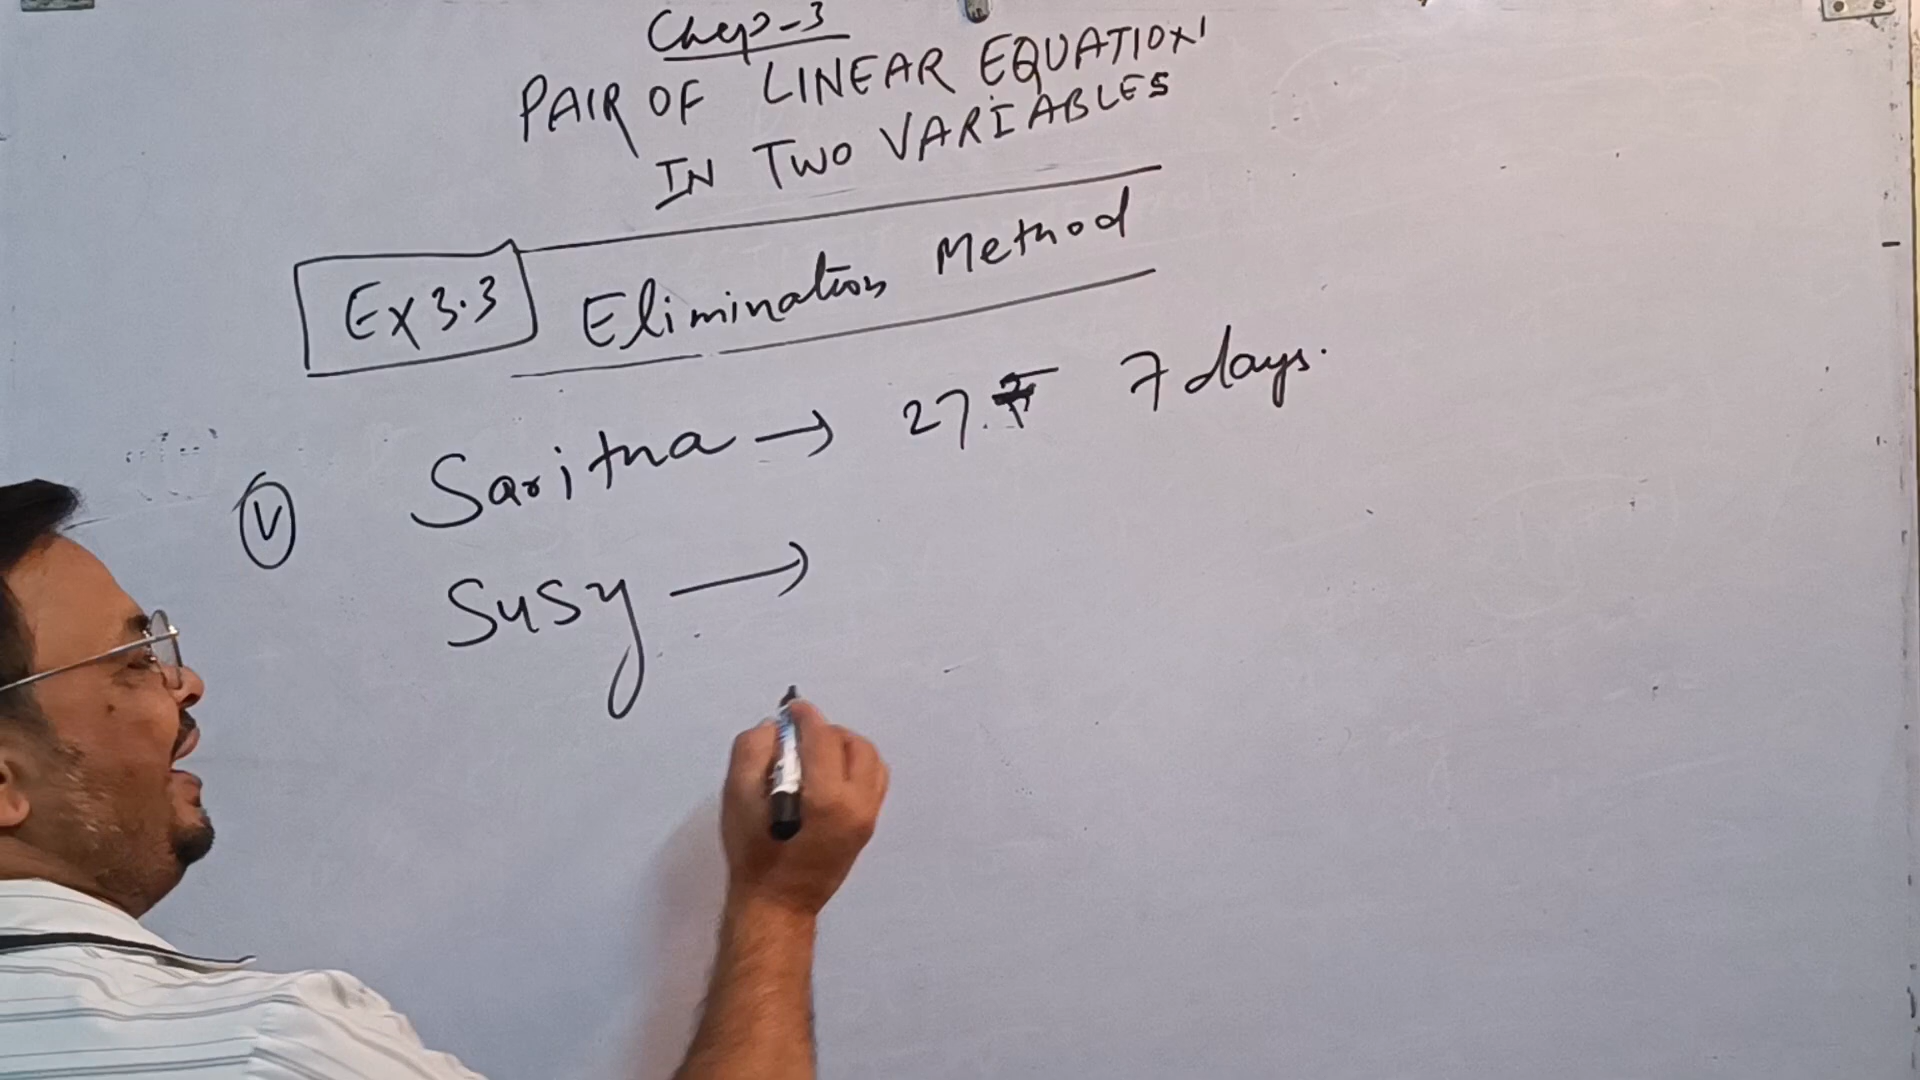 Chap-3
PAIR OF LINEAR EQUATION
IN TWO VARIABLES
Ex 3.3 Elimination Method
V Saritha → 27. 7 days.
Susy →